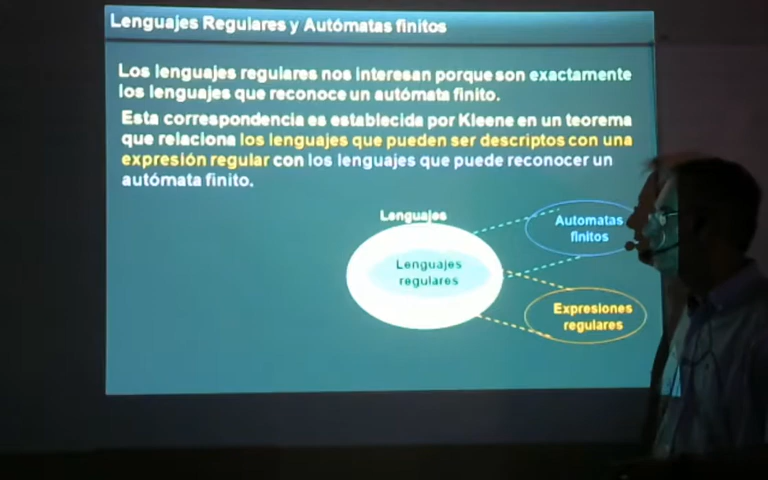 Lenguajes Regulares y Autómatas finitos
Los lenguajes regulares nos interesan porque son exactamente
los lenguajes que reconoce un autómata finito.
Esta correspondencia es establecida por Kleene en un teorema
que relaciona los lenguajes que pueden ser descriptos con una
expresión regular con los lenguajes que puede reconocer un
autómata finito.
Lenguajes
Lenguajes
regulares
Automatas
finitos
Expresiones
regulares